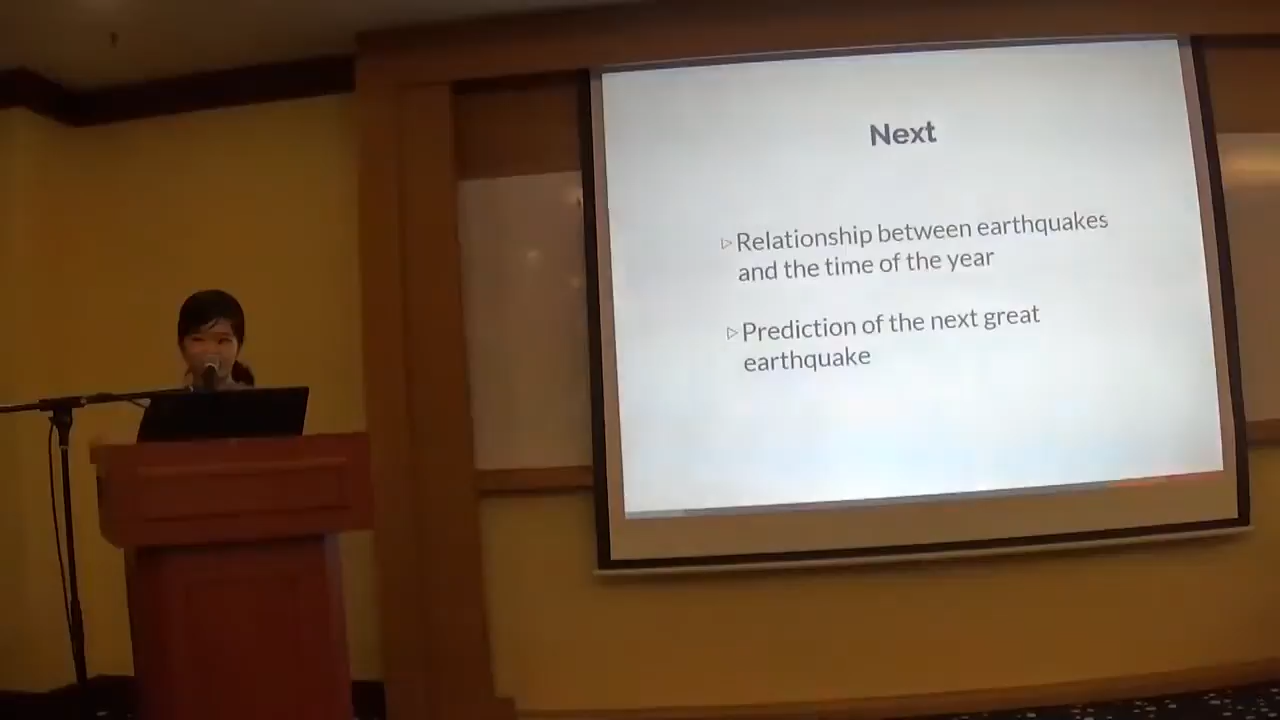 Next
▷Relationship between earthquakes
and the time of the year
▷Prediction of the next great
earthquake